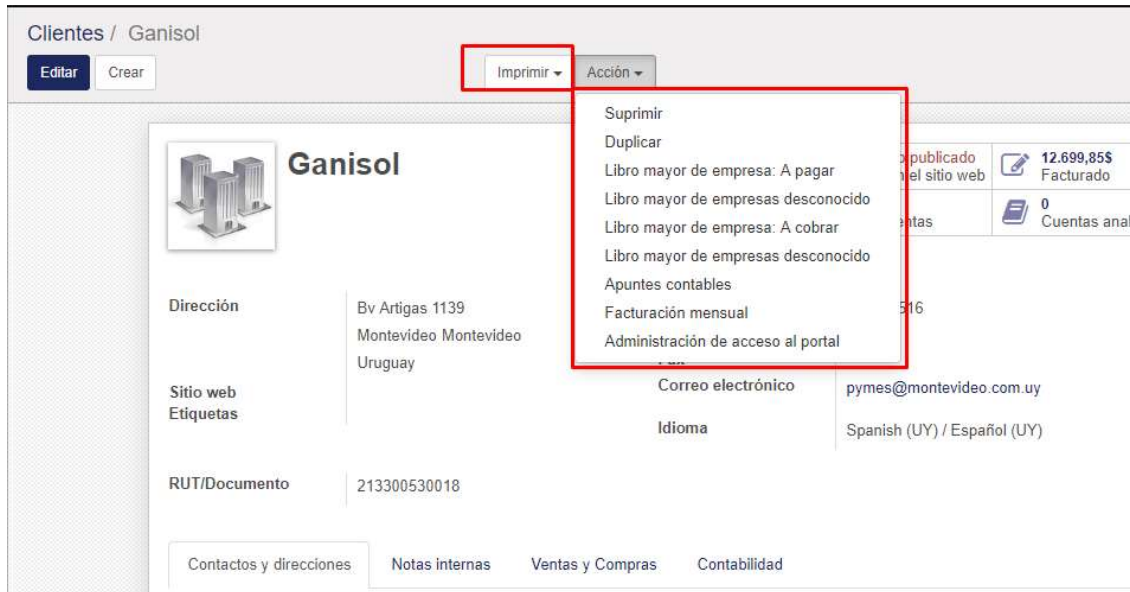 Clientes / Ganisol
Editar Crear Imprimir Acción
Suprimir
Duplicar
Libro mayor de empresa: A pagar
Libro mayor de empresas desconocido
Libro mayor de empresa: A cobrar
Libro mayor de empresas desconocido
Apuntes contables
Facturación mensual
Administración de acceso al portal
Ganisol
publicado
el sitio web
12.699,85$
Facturado
0
Cuentas anal
Dirección
Bv Artigas 1139
Montevideo Montevideo
Uruguay
516
Sitio web
Etiquetas
Correo electrónico pymes@montevideo.com.uy
Idioma Spanish (UY) / Español (UY)
RUT/Documento 213300530018
Contactos y direcciones Notas internas Ventas y Compras Contabilidad